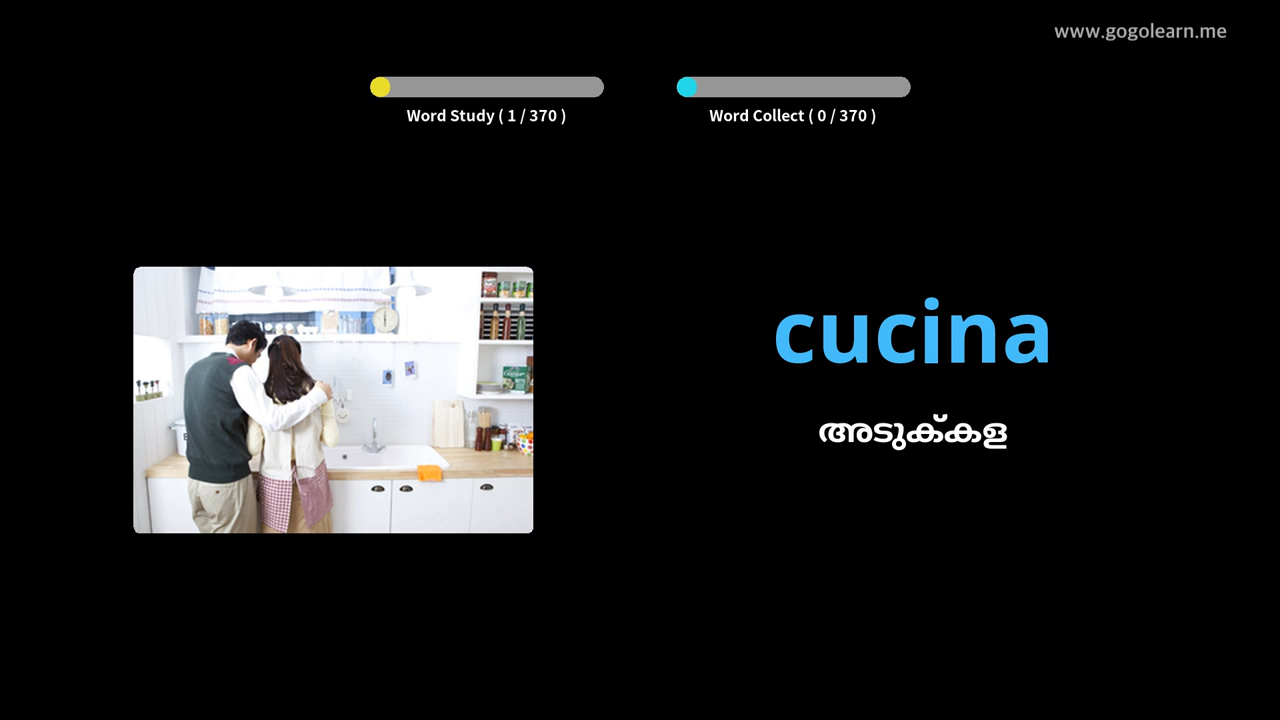 www.gogolearn.me
Word Study ( 1 / 370 )
Word Collect ( 0 / 370 )
cucina
അടുക്കള